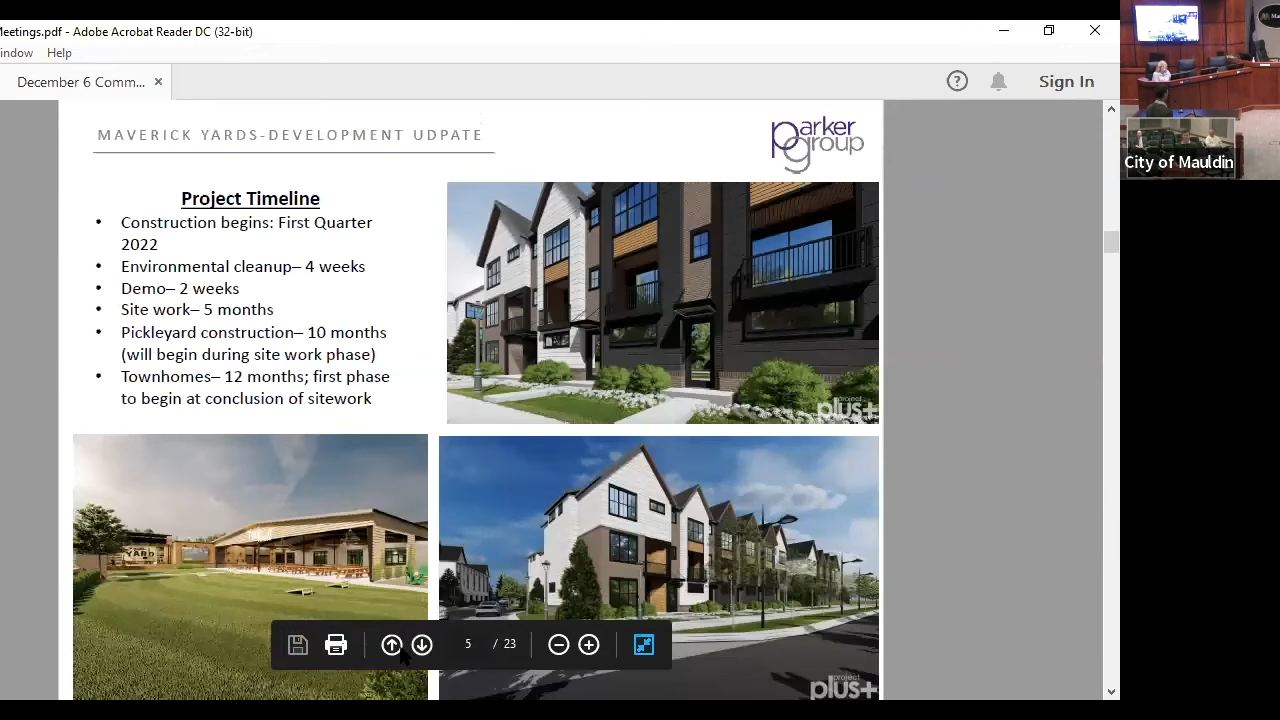 Meetings.pdf - Adobe Acrobat Reader DC (32-bit)
indow Help
December 6 Comm... ×
Sign In
MAVERICK YARDS-DEVELOPMENT UDPATE
parker
group
Project Timeline
• Construction begins: First Quarter
2022
• Environmental cleanup– 4 weeks
• Demo– 2 weeks
• Site work– 5 months
• Pickleyard construction– 10 months
(will begin during site work phase)
• Townhomes– 12 months; first phase
to begin at conclusion of sitework
project
plus+
YARD
project
plus+
5 / 23
City of Mauldin